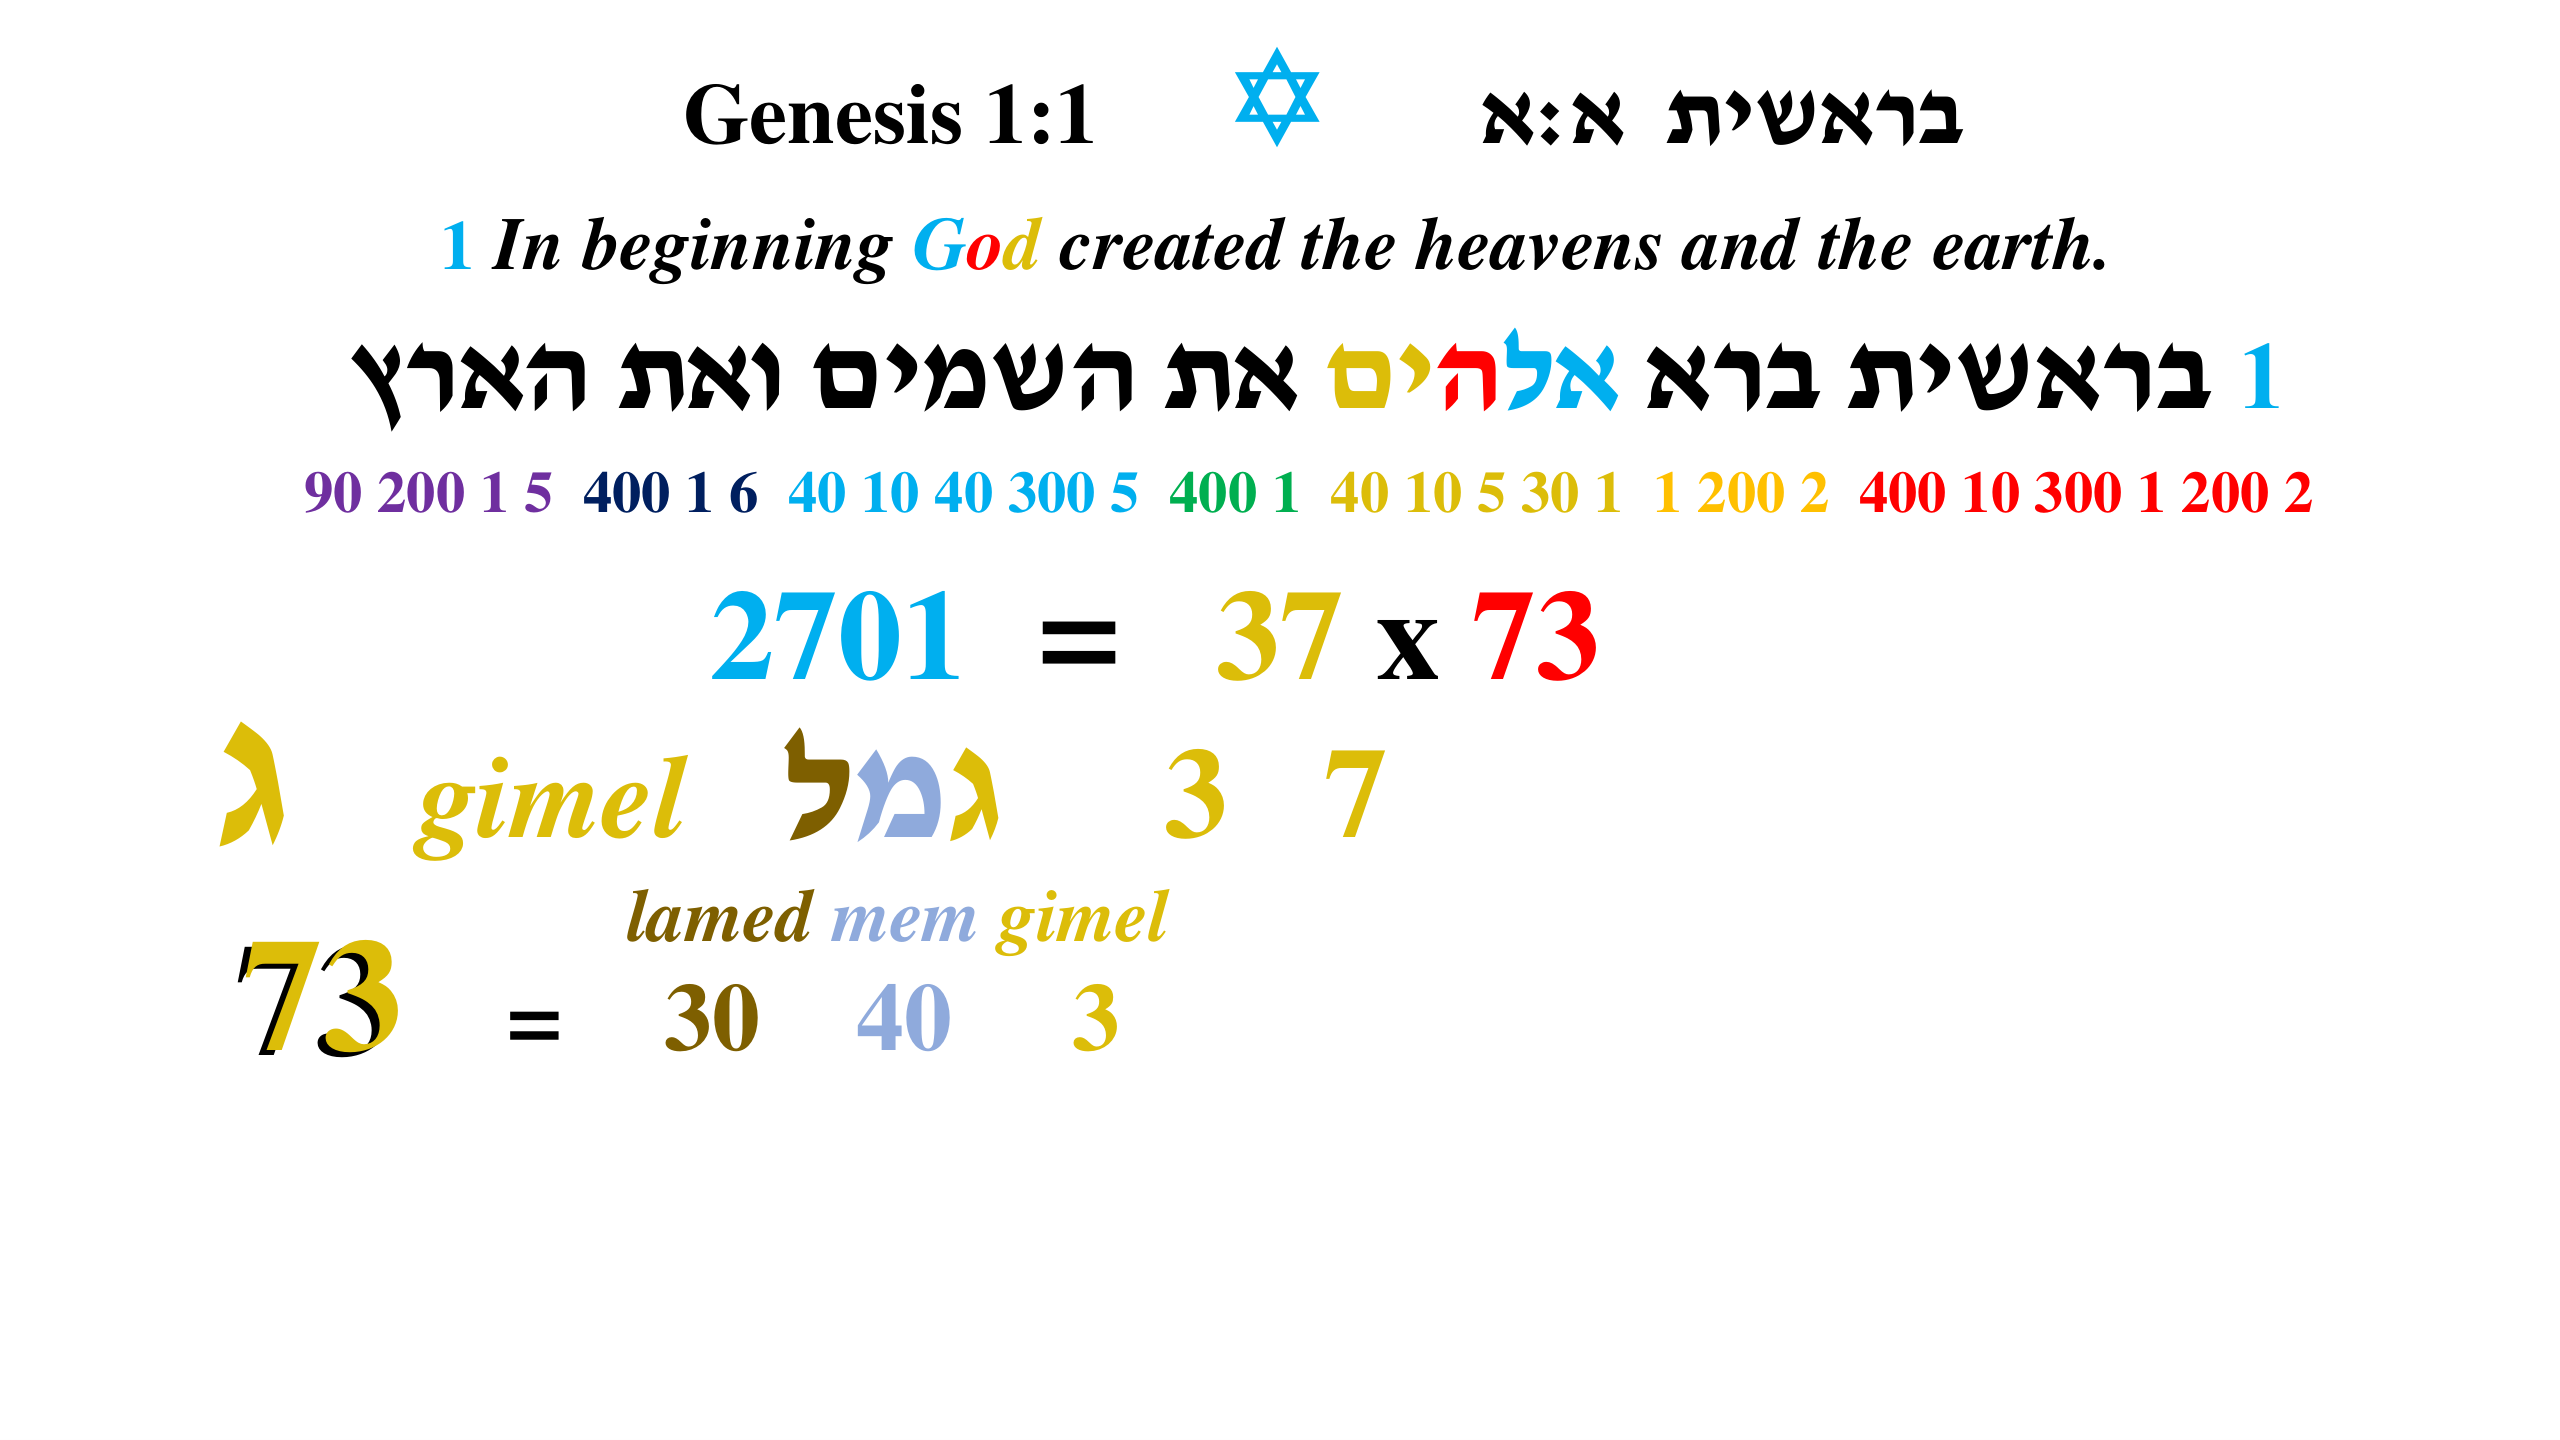 Genesis 1:1 ✡ בראשית א:א
1 In beginning God created the heavens and the earth.
1 בראשית ברא אלהים את השמים ואת הארץ
90 200 1 5 400 1 6 40 10 40 300 5 400 1 40 10 5 30 1 1 200 2 400 10 300 1 200 2
2701 = 37 x 73
ג gimel גמל 3 7
lamed mem gimel
73 = 30 40 3